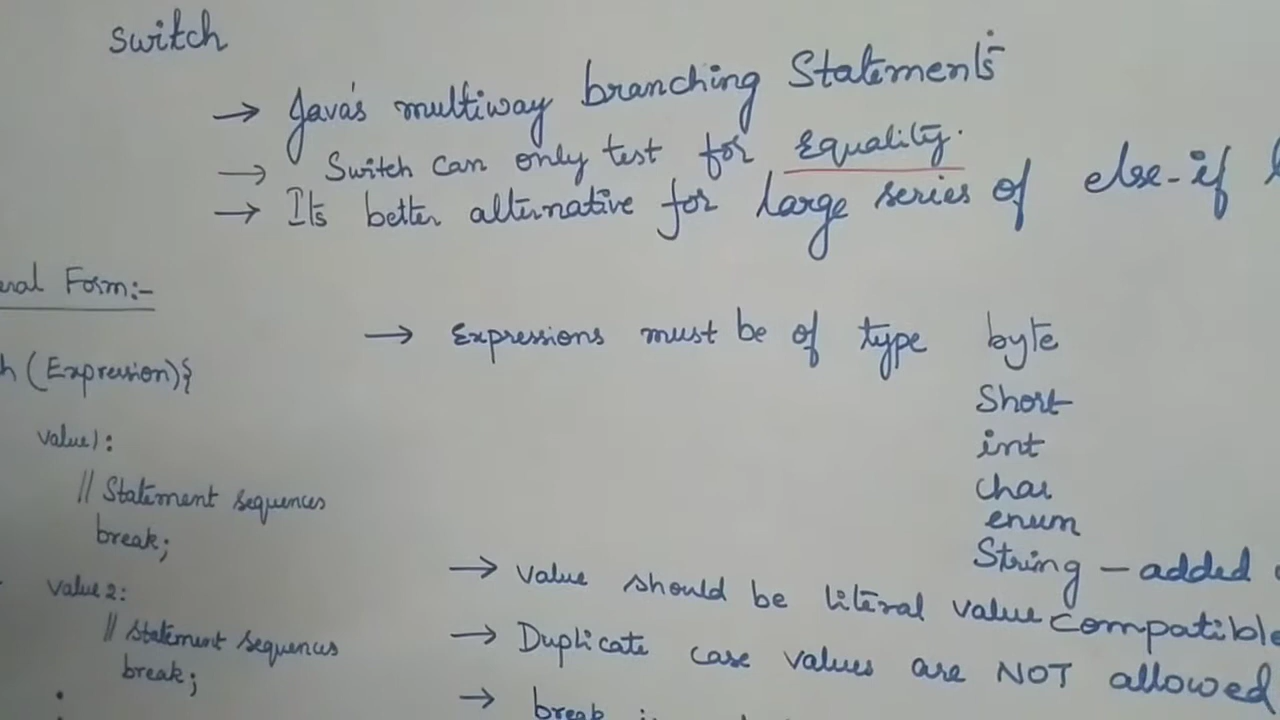 switch
→ Java's multiway branching Statements
→ Switch can only test for Equality.
→ Its better alternative for large series of else-if
Form:-
(Expression){
→ Expressions must be of type byte
Short
int
char
enum
String - added
value1:
// Statement sequences
break;
value2:
// Statement sequences
break;
→ Value should be literal value compatible
→ Duplicate case values are NOT allowed
→ break